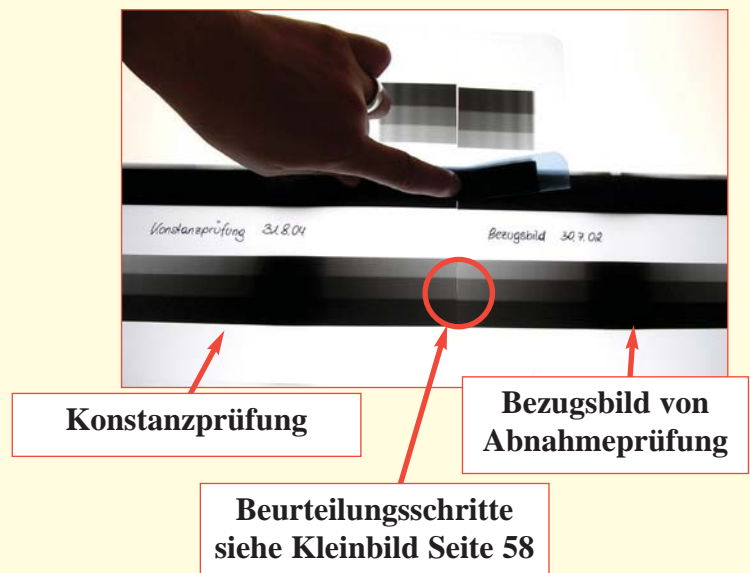 Konstanzprüfung 31.8.04
Bezugsbild 30.7.02
Konstanzprüfung
Bezugsbild von
Abnahmeprüfung
Beurteilungsschritte
siehe Kleinbild Seite 58